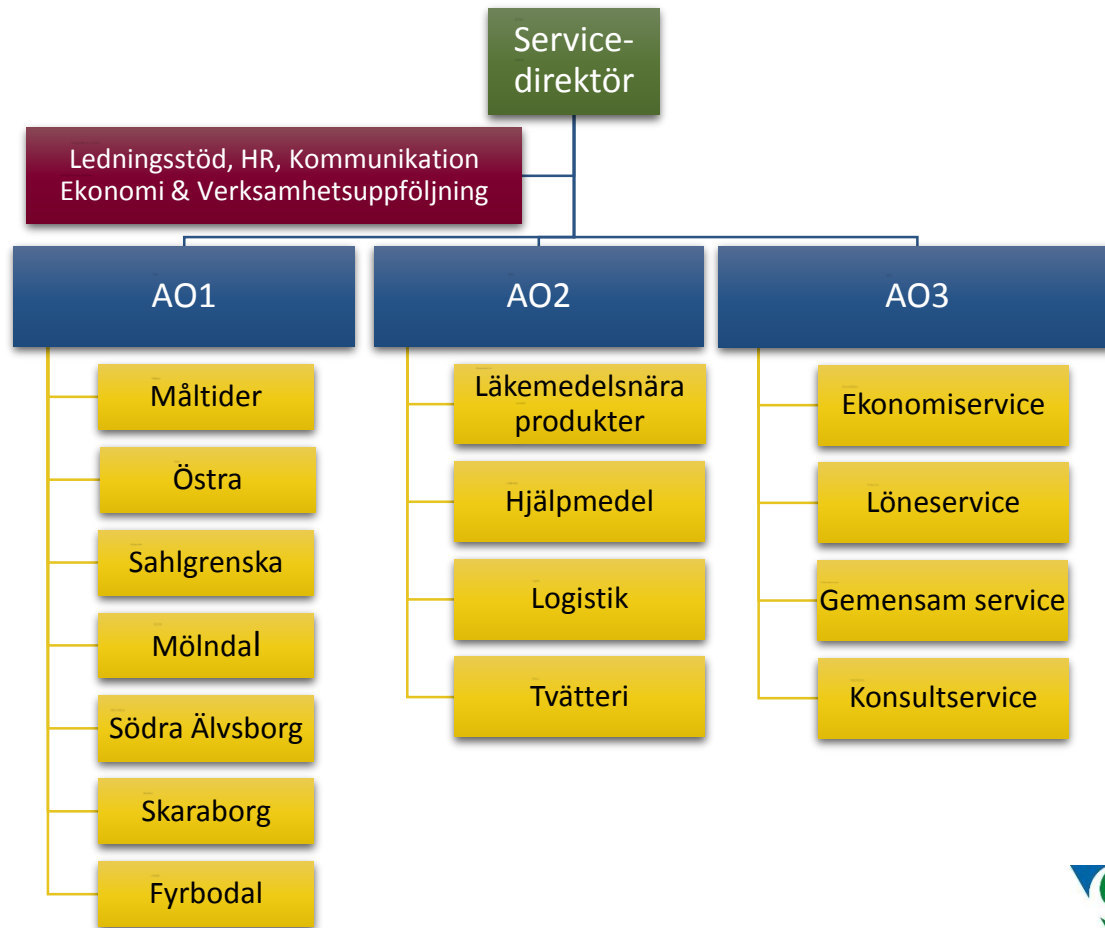 Service-
direktör
Ledningsstöd, HR, Kommunikation
Ekonomi & Verksamhetsuppföljning
AO1
AO2
AO3
Måltider
Östra
Sahlgrenska
Mölndal
Södra Älvsborg
Skaraborg
Fyrbodal
Läkemedelsnära
produkter
Hjälpmedel
Logistik
Tvätteri
Ekonomiservice
Löneservice
Gemensam service
Konsultservice